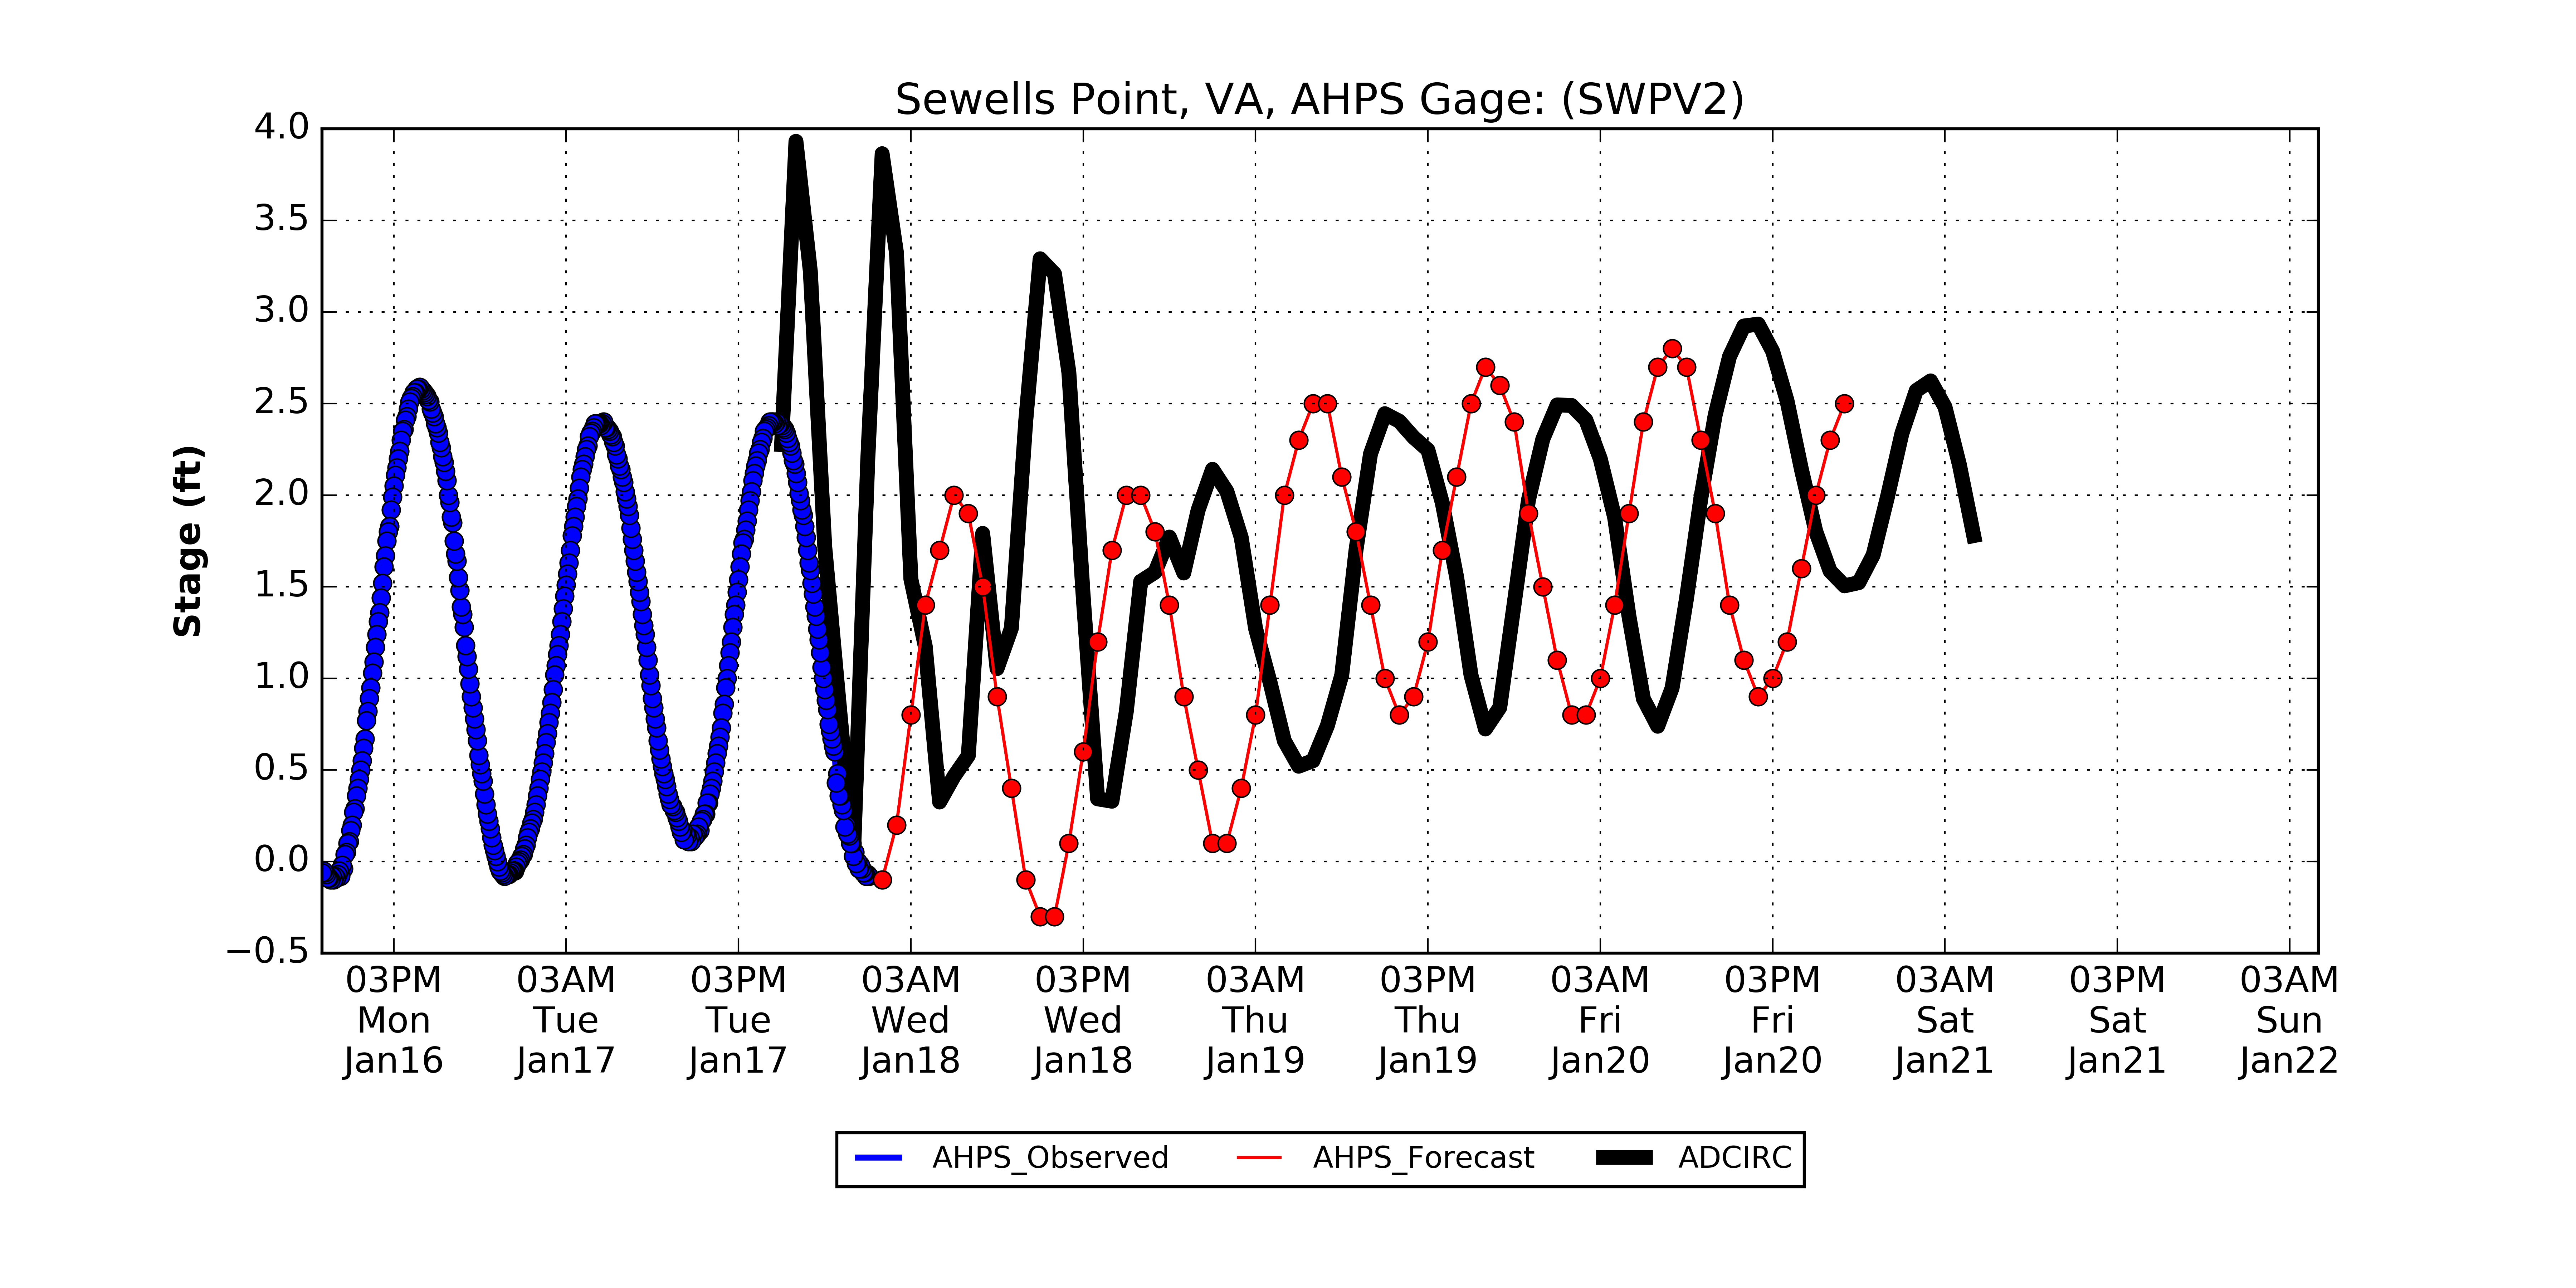 Sewells Point, VA, AHPS Gage: (SWPV2)
4.0
3.5
3.0
2.5
2.0
1.5
1.0
0.5
0.0
−0.5
Stage (ft)
03PM 03AM 03PM 03AM 03PM 03AM 03PM 03AM 03PM 03AM 03PM 03AM
Mon Tue Tue Wed Wed Thu Thu Fri Fri Sat Sat Sun
Jan16 Jan17 Jan17 Jan18 Jan18 Jan19 Jan19 Jan20 Jan20 Jan21 Jan21 Jan22
AHPS_Observed AHPS_Forecast ADCIRC